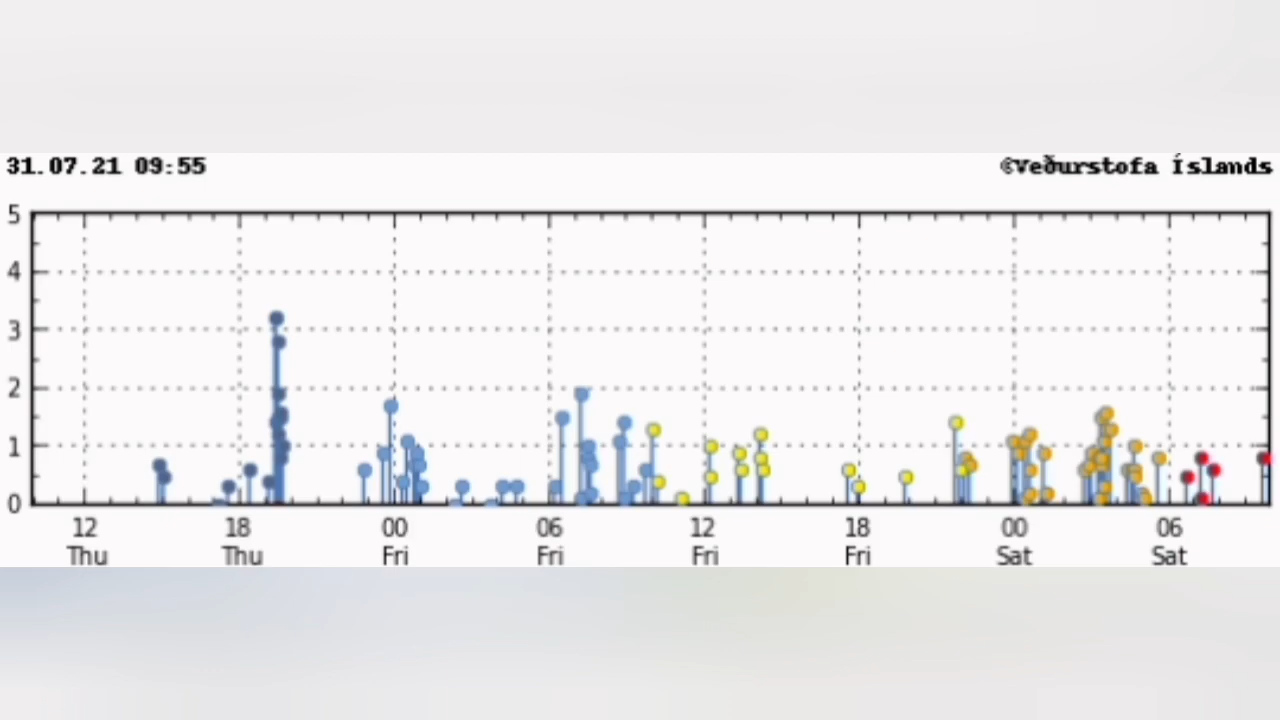 31.07.21 09:55
©Veðurstofa Íslands
5
4
3
2
1
0
12 18 00 06 12 18 00 06
Thu Thu Fri Fri Fri Fri Sat Sat